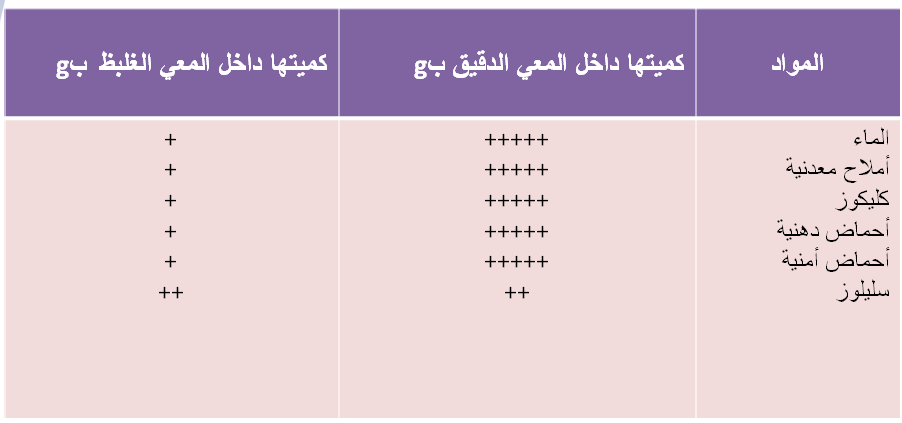 المواد كميتها داخل المعي الدقيق بg كميتها داخل المعي الغليظ بg
الماء +++++ +
أملاح معدنية +++++ +
كليكوز +++++ +
أحماض دهنية +++++ +
أحماض أمنية +++++ +
سليلوز ++ ++